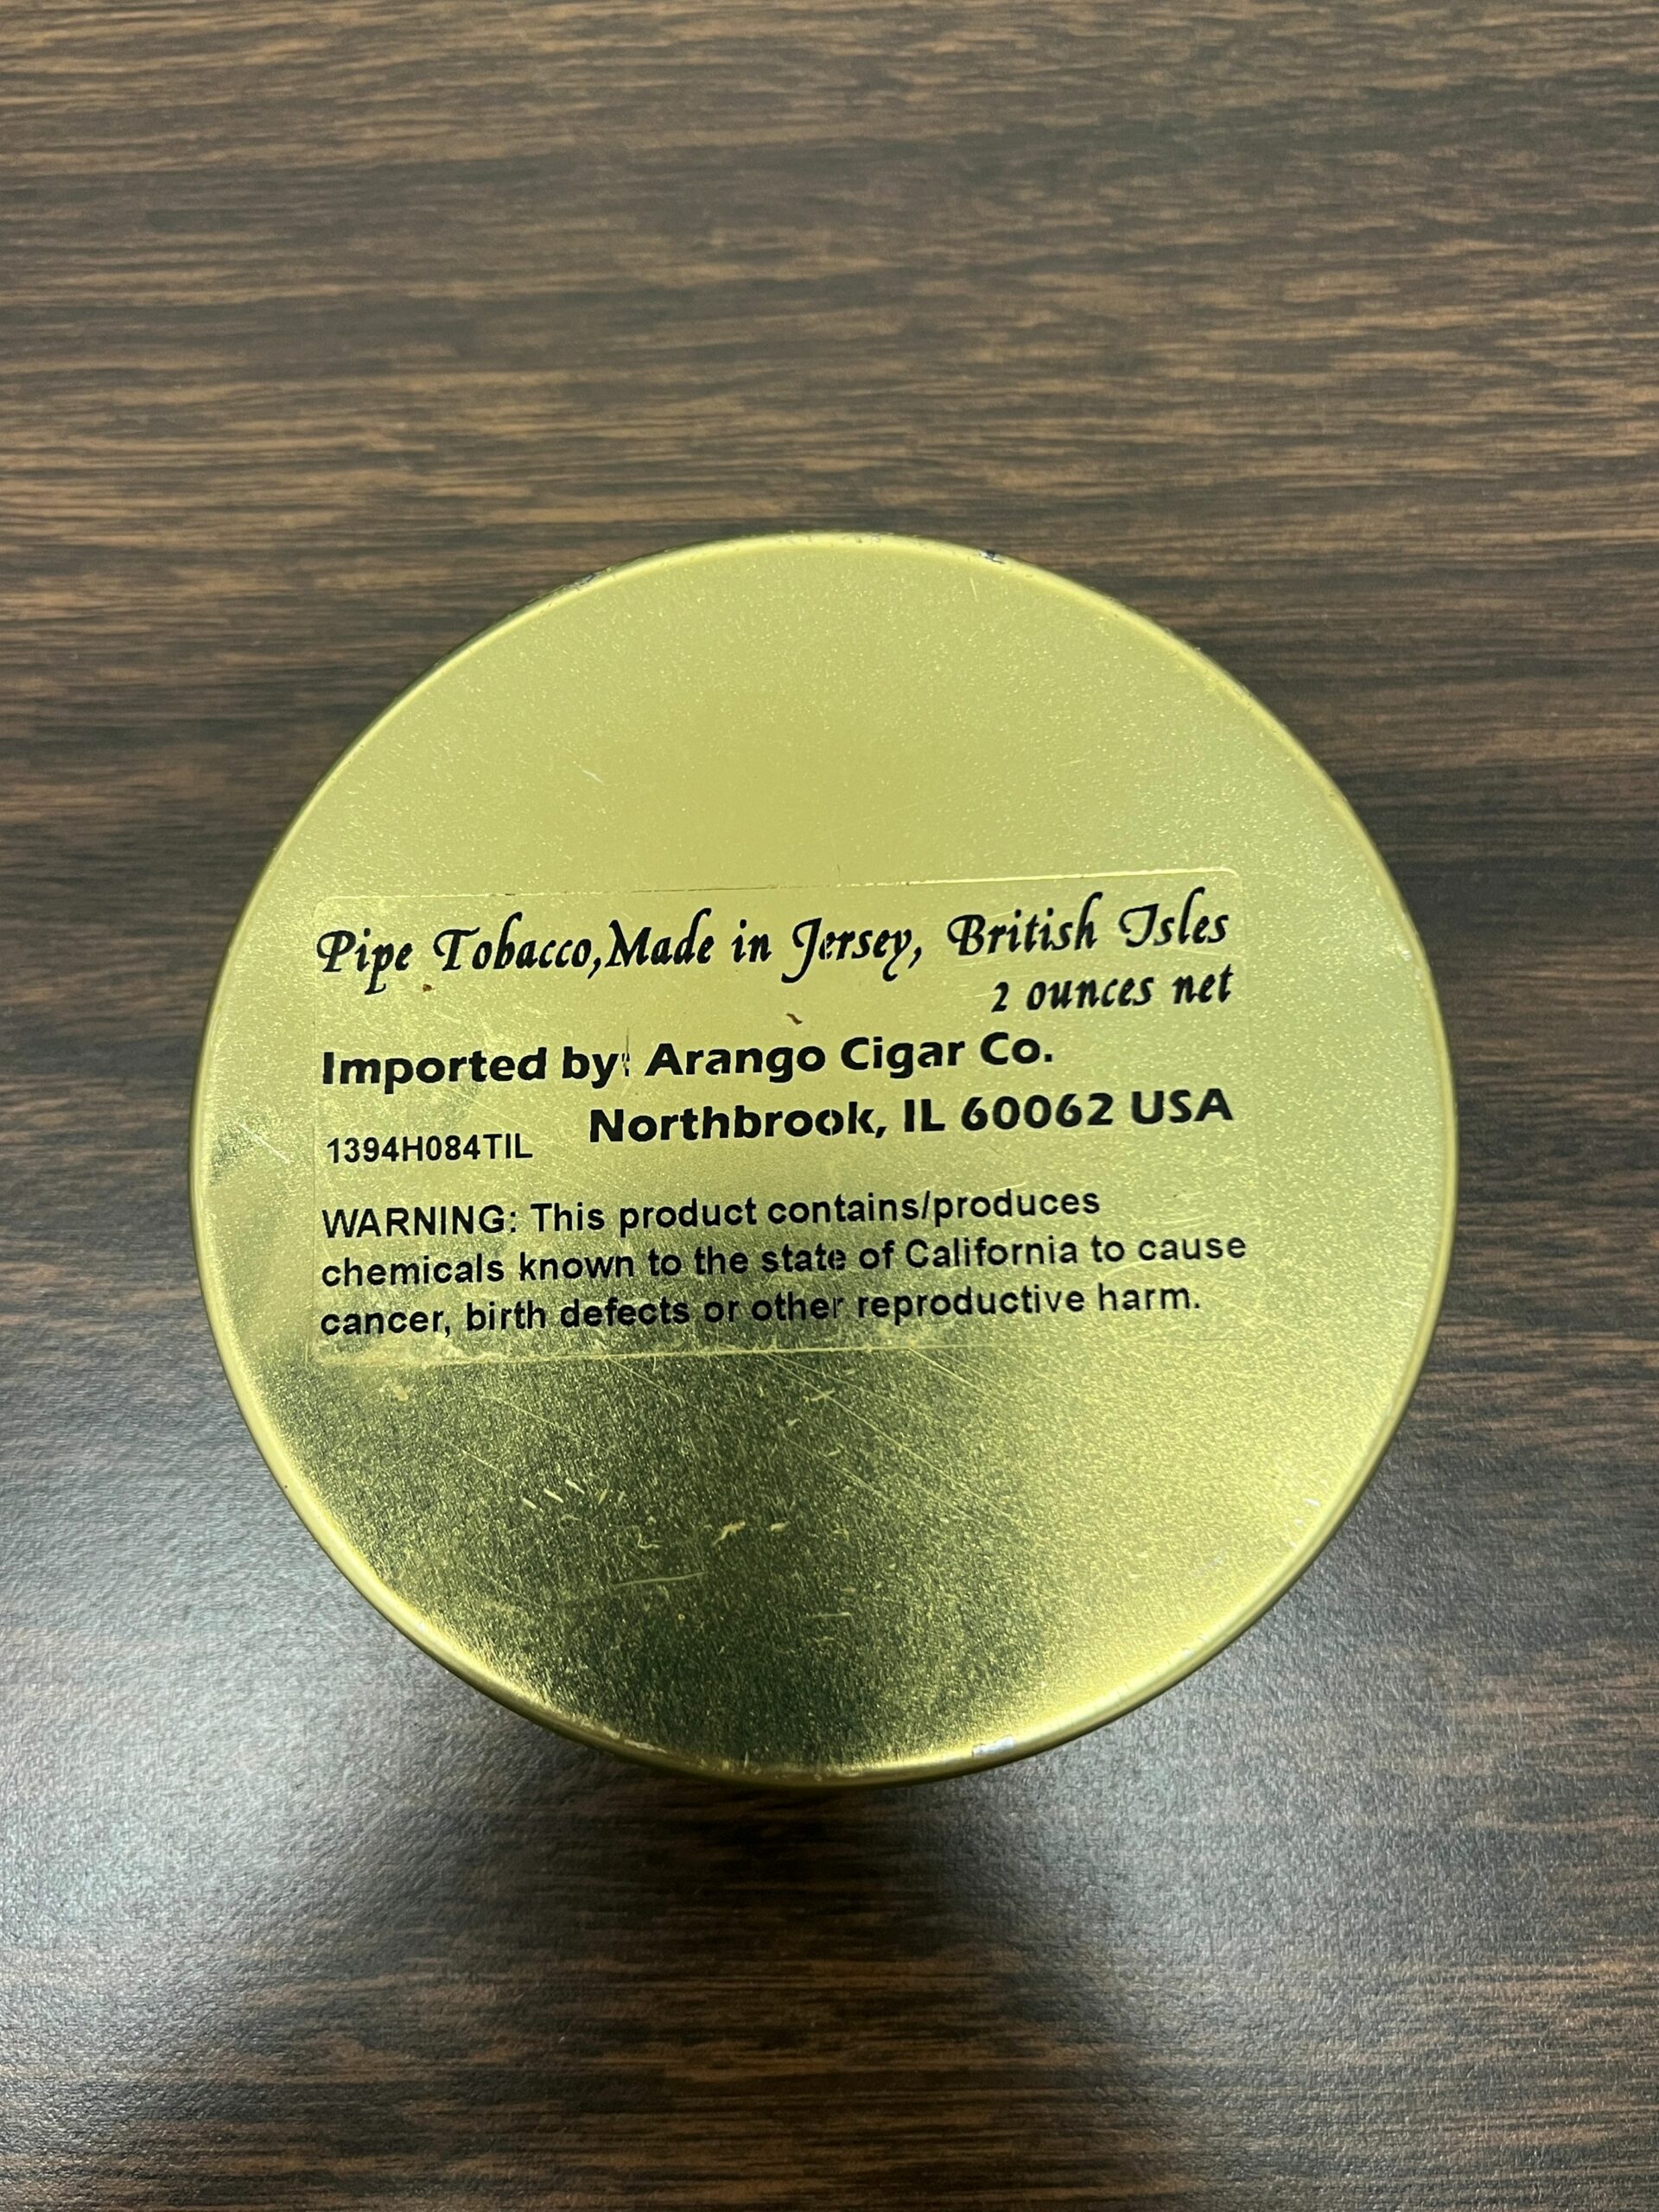 Pipe Tobacco,Made in Jersey, British Isles
2 ounces net
Imported by: Arango Cigar Co.
Northbrook, IL 60062 USA
1394H084TIL
WARNING: This product contains/produces
chemicals known to the state of California to cause
cancer, birth defects or other reproductive harm.